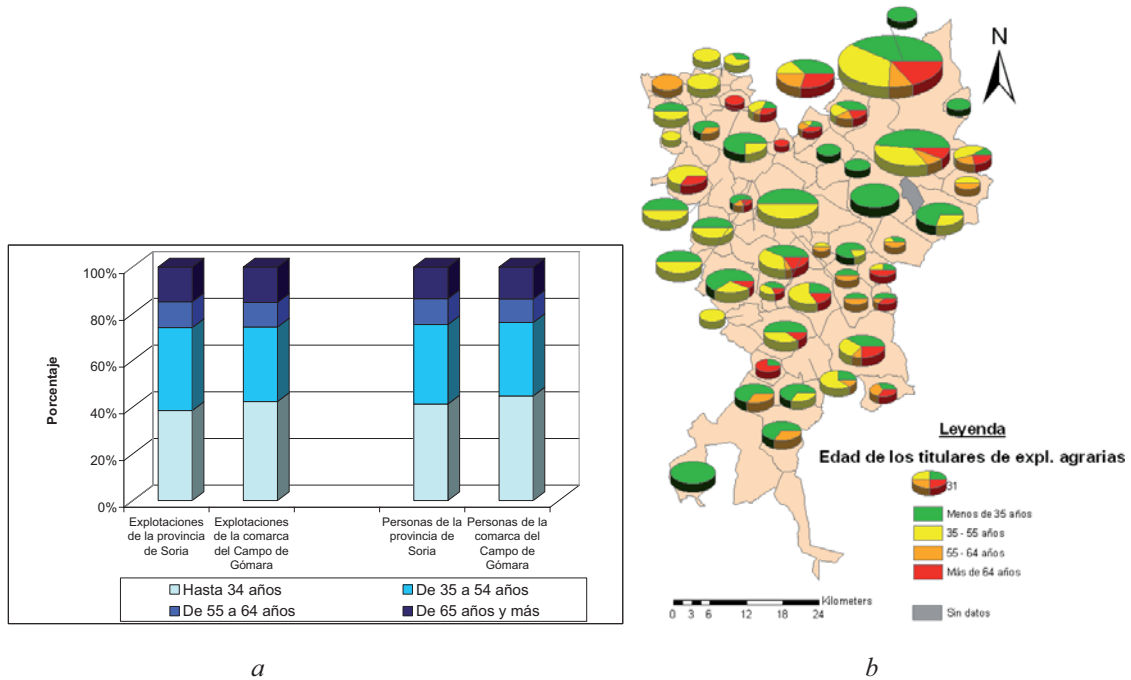 100%
80%
60%
40%
20%
0%
Porcentaje
Explotaciones
de la provincia
de Soria
Explotaciones
de la comarca
del Campo de
Gómara
Personas de la
provincia de
Soria
Personas de la
comarca del
Campo de
Gómara
Hasta 34 años
De 35 a 54 años
De 55 a 64 años
De 65 años y más
a
N
Leyenda
Edad de los titulares de expl. agrarias
31
Menos de 35 años
35 - 55 años
55 - 64 años
Más de 64 años
Sin datos
Kilometers
0 3 6 12 18 24
b